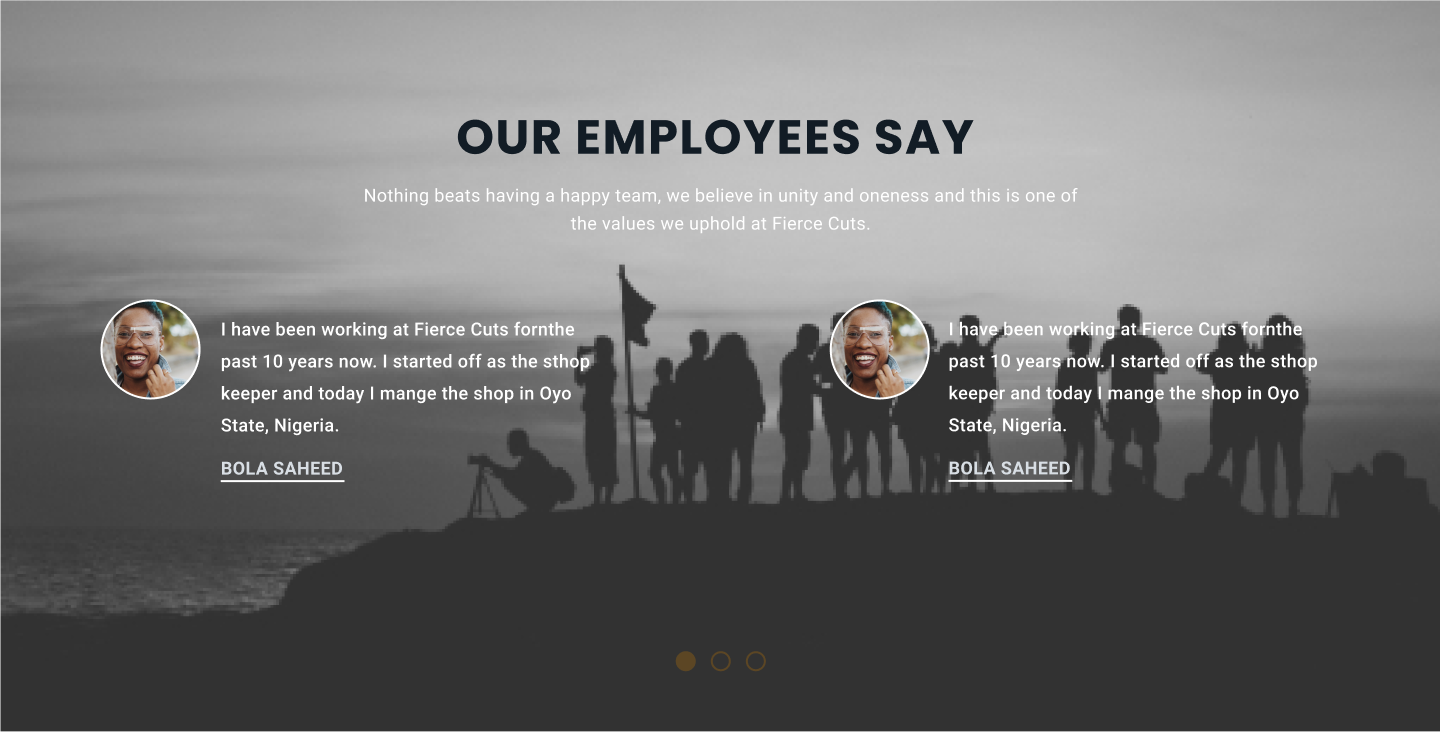 OUR EMPLOYEES SAY
Nothing beats having a happy team, we believe in unity and oneness and this is one of
the values we uphold at Fierce Cuts.
I have been working at Fierce Cuts fornthe
past 10 years now. I started off as the sthop
keeper and today I mange the shop in Oyo
State, Nigeria.
BOLA SAHEED
I have been working at Fierce Cuts fornthe
past 10 years now. I started off as the sthop
keeper and today I mange the shop in Oyo
State, Nigeria.
BOLA SAHEED